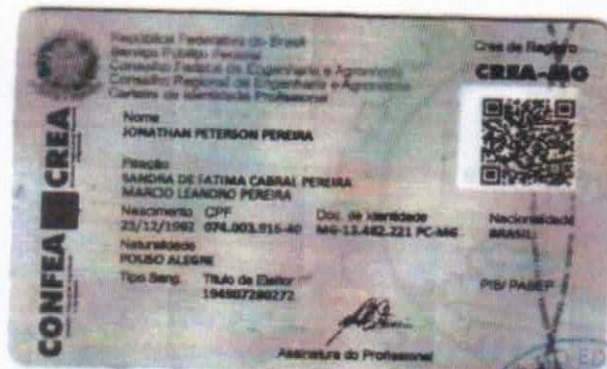 República Federativa do Brasil
Serviço Público Federal
Conselho Federal de Engenharia e Agronomia
Conselho Regional de Engenharia e Agronomia
Carteira de Identidade Profissional
Crea de Registro
CREA-MG
Nome
JONATHAN PETERSON PEREIRA
Filiação
SANDRA DE FATIMA CABRAL PEREIRA
MARCIO LEANDRO PEREIRA
Nascimento CPF Doc. de Identidade Nacionalidade
23/12/1992 074.003.916-40 MG-13.482.221 PC-MG BRASIL
Naturalidade
POUSO ALEGRE
Tipo Sang. Título de Eleitor PIS/ PASEP
194907280272
Assinatura do Profissional
CONFEA CREA